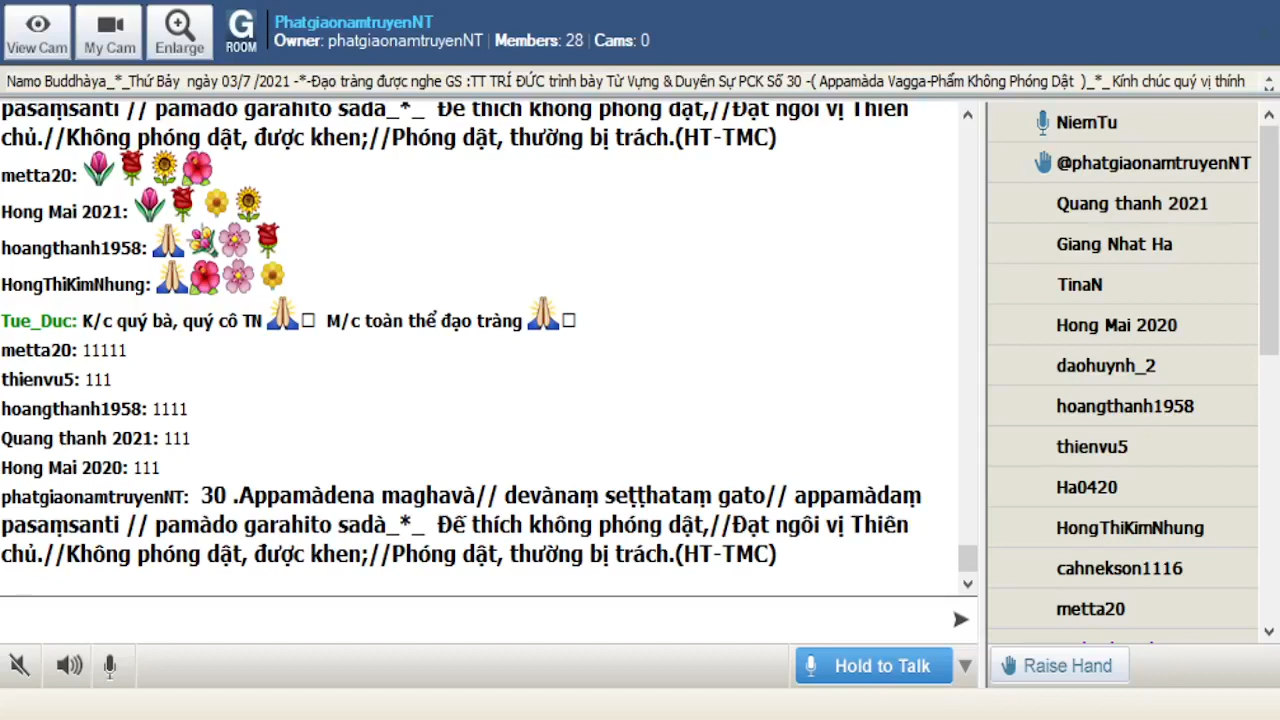 View Cam
My Cam
Enlarge
G
ROOM
PhatgiaonamtruyenNT
Owner: phatgiaonamtruyenNT | Members: 28 | Cams: 0
Namo Buddhàya_*_Thứ Bảy ngày 03/7 /2021 -*-Đạo tràng được nghe GS :TT TRÍ ĐỨC trình bày Từ Vựng & Duyên Sự PCK Số 30 -( Appamàda Vagga-Phẩm Không Phóng Dật )_*_Kính chúc quý vị thính
pasaṃsanti // pamàdo garahito sadà_*_ Đế thích không phóng dật,//Đạt ngôi vị Thiên
chủ.//Không phóng dật, được khen;//Phóng dật, thường bị trách.(HT-TMC)
metta20:
Hong Mai 2021:
hoangthanh1958:
HongThiKimNhung:
Tue_Duc: K/c quý bà, quý cô TN M/c toàn thể đạo tràng
metta20: 11111
thienvu5: 111
hoangthanh1958: 1111
Quang thanh 2021: 111
Hong Mai 2020: 111
phatgiaonamtruyenNT: 30 .Appamàdena maghavà// devànaṃ seṭṭhataṃ gato// appamàdaṃ
pasaṃsanti // pamàdo garahito sadà_*_ Đế thích không phóng dật,//Đạt ngôi vị Thiên
chủ.//Không phóng dật, được khen;//Phóng dật, thường bị trách.(HT-TMC)
Hold to Talk
NiemTu
@phatgiaonamtruyenNT
Quang thanh 2021
Giang Nhat Ha
TinaN
Hong Mai 2020
daohuynh_2
hoangthanh1958
thienvu5
Ha0420
HongThiKimNhung
cahnekson1116
metta20
Raise Hand